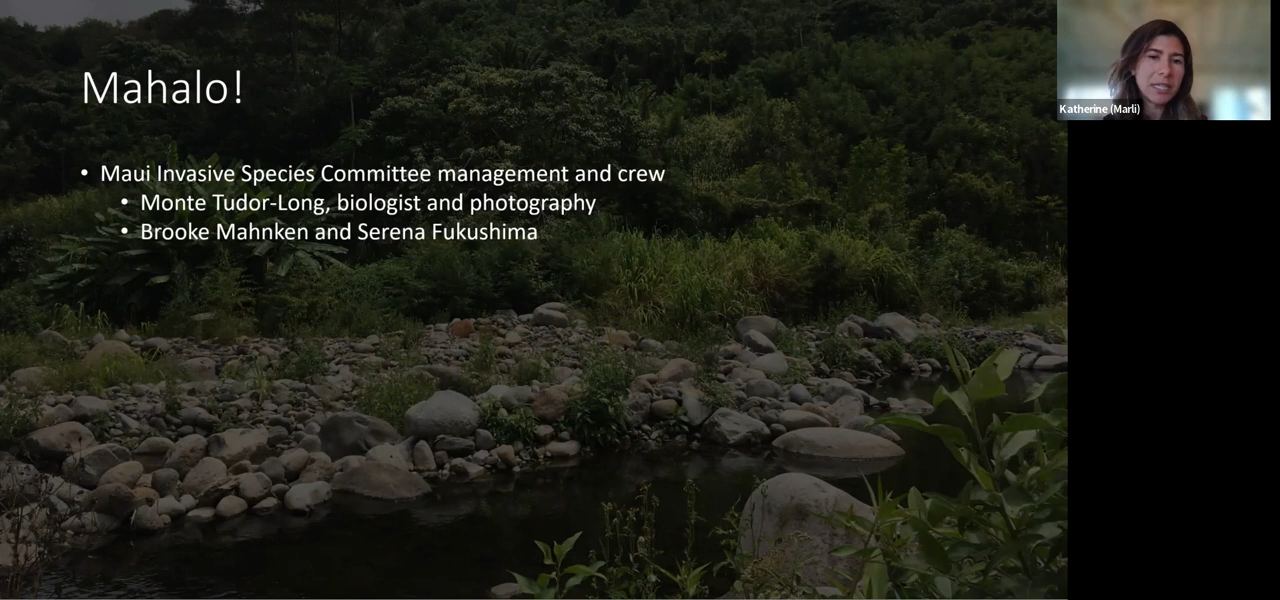 Mahalo!
• Maui Invasive Species Committee management and crew
• Monte Tudor-Long, biologist and photography
• Brooke Mahnken and Serena Fukushima
Katherine (Marli)